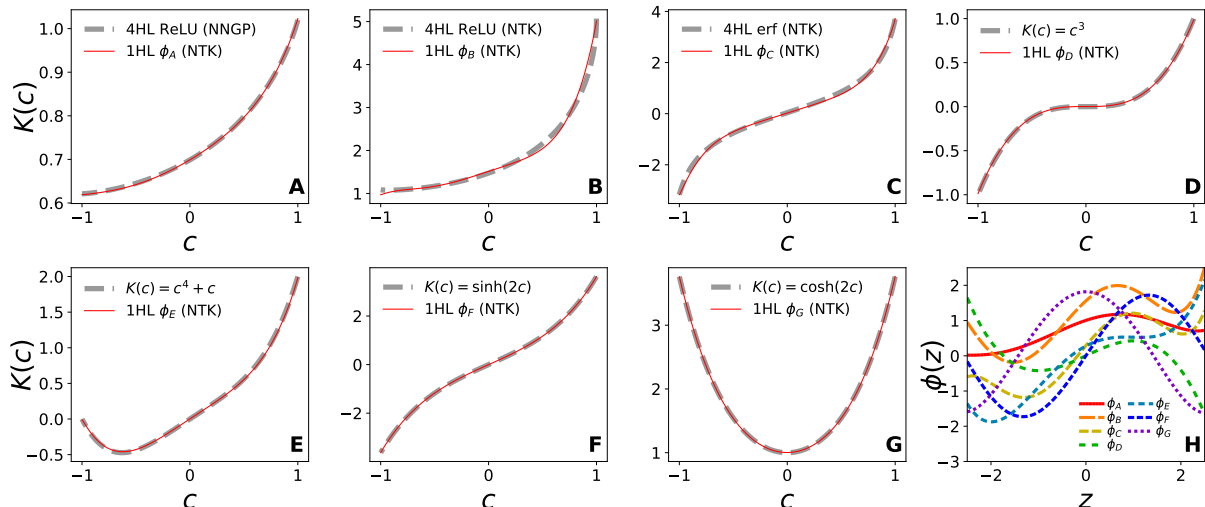 K(c)
1.0
0.9
0.8
0.7
0.6
4HL ReLU (NNGP)
1HL ϕ_A (NTK)
A
−1
0
1
c
5
4
3
2
1
4HL ReLU (NTK)
1HL ϕ_B (NTK)
B
−1
0
1
c
4
2
0
−2
4HL erf (NTK)
1HL ϕ_C (NTK)
C
−1
0
1
c
1.0
0.5
0.0
−0.5
−1.0
K(c) = c³
1HL ϕ_D (NTK)
D
−1
0
1
c
K(c)
2.0
1.5
1.0
0.5
0.0
−0.5
K(c) = c⁴ + c
1HL ϕ_E (NTK)
E
−1
0
1
c
2
0
−2
K(c) = sinh(2c)
1HL ϕ_F (NTK)
F
−1
0
1
c
3
2
1
K(c) = cosh(2c)
1HL ϕ_G (NTK)
G
−1
0
1
c
ϕ(z)
2
1
0
−1
−2
−3
ϕ_A
ϕ_B
ϕ_C
ϕ_D
ϕ_E
ϕ_F
ϕ_G
H
−2
0
2
z